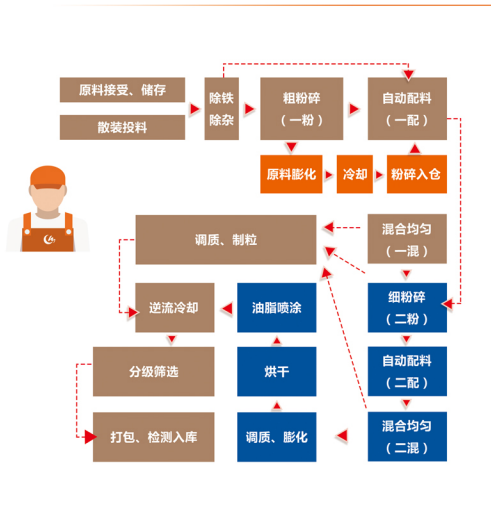 原料接受、储存
散装投料
除铁
除杂
粗粉碎
（一粉）
自动配料
（一配）
原料膨化
冷却
粉碎入仓
调质、制粒
混合均匀
（一混）
逆流冷却
油脂喷涂
细粉碎
（二粉）
分级筛选
烘干
自动配料
（二配）
打包、检测入库
调质、膨化
混合均匀
（二混）